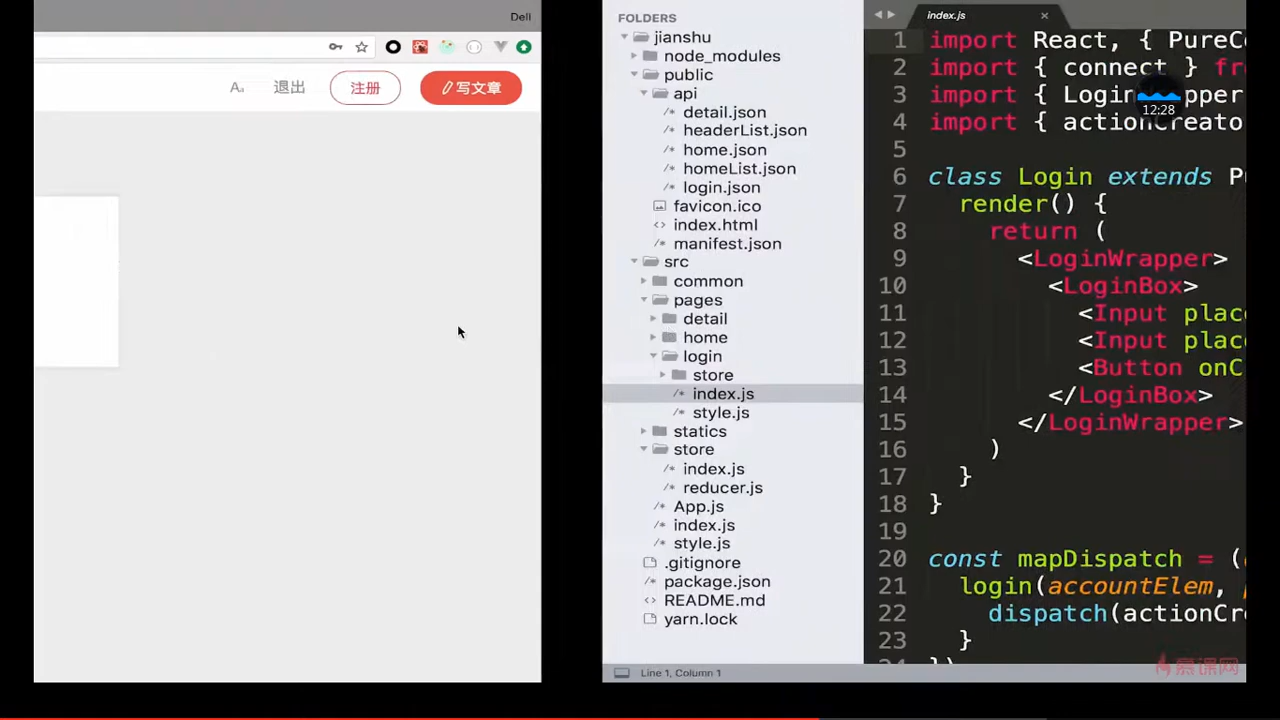 Dell
Aa
退出
注册
写文章
FOLDERS
jianshu
node_modules
public
api
detail.json
headerList.json
home.json
homeList.json
login.json
favicon.ico
index.html
manifest.json
src
common
pages
detail
home
login
store
index.js
style.js
statics
store
index.js
reducer.js
App.js
index.js
style.js
.gitignore
package.json
README.md
yarn.lock
index.js
12:28
1 import React, { PureCo
2 import { connect } fr
3 import { Login pper
4 import { actionCreato
5
6 class Login extends P
7 render() {
8 return (
9 <LoginWrapper>
10 <LoginBox>
11 <Input plac
12 <Input plac
13 <Button onC
14 </LoginBox>
15 </LoginWrapper>
16 )
17 }
18 }
19
20 const mapDispatch = (
21 login(accountElem,
22 dispatch(actionCr
23 }
24 })
Line 1, Column 1
慕课网